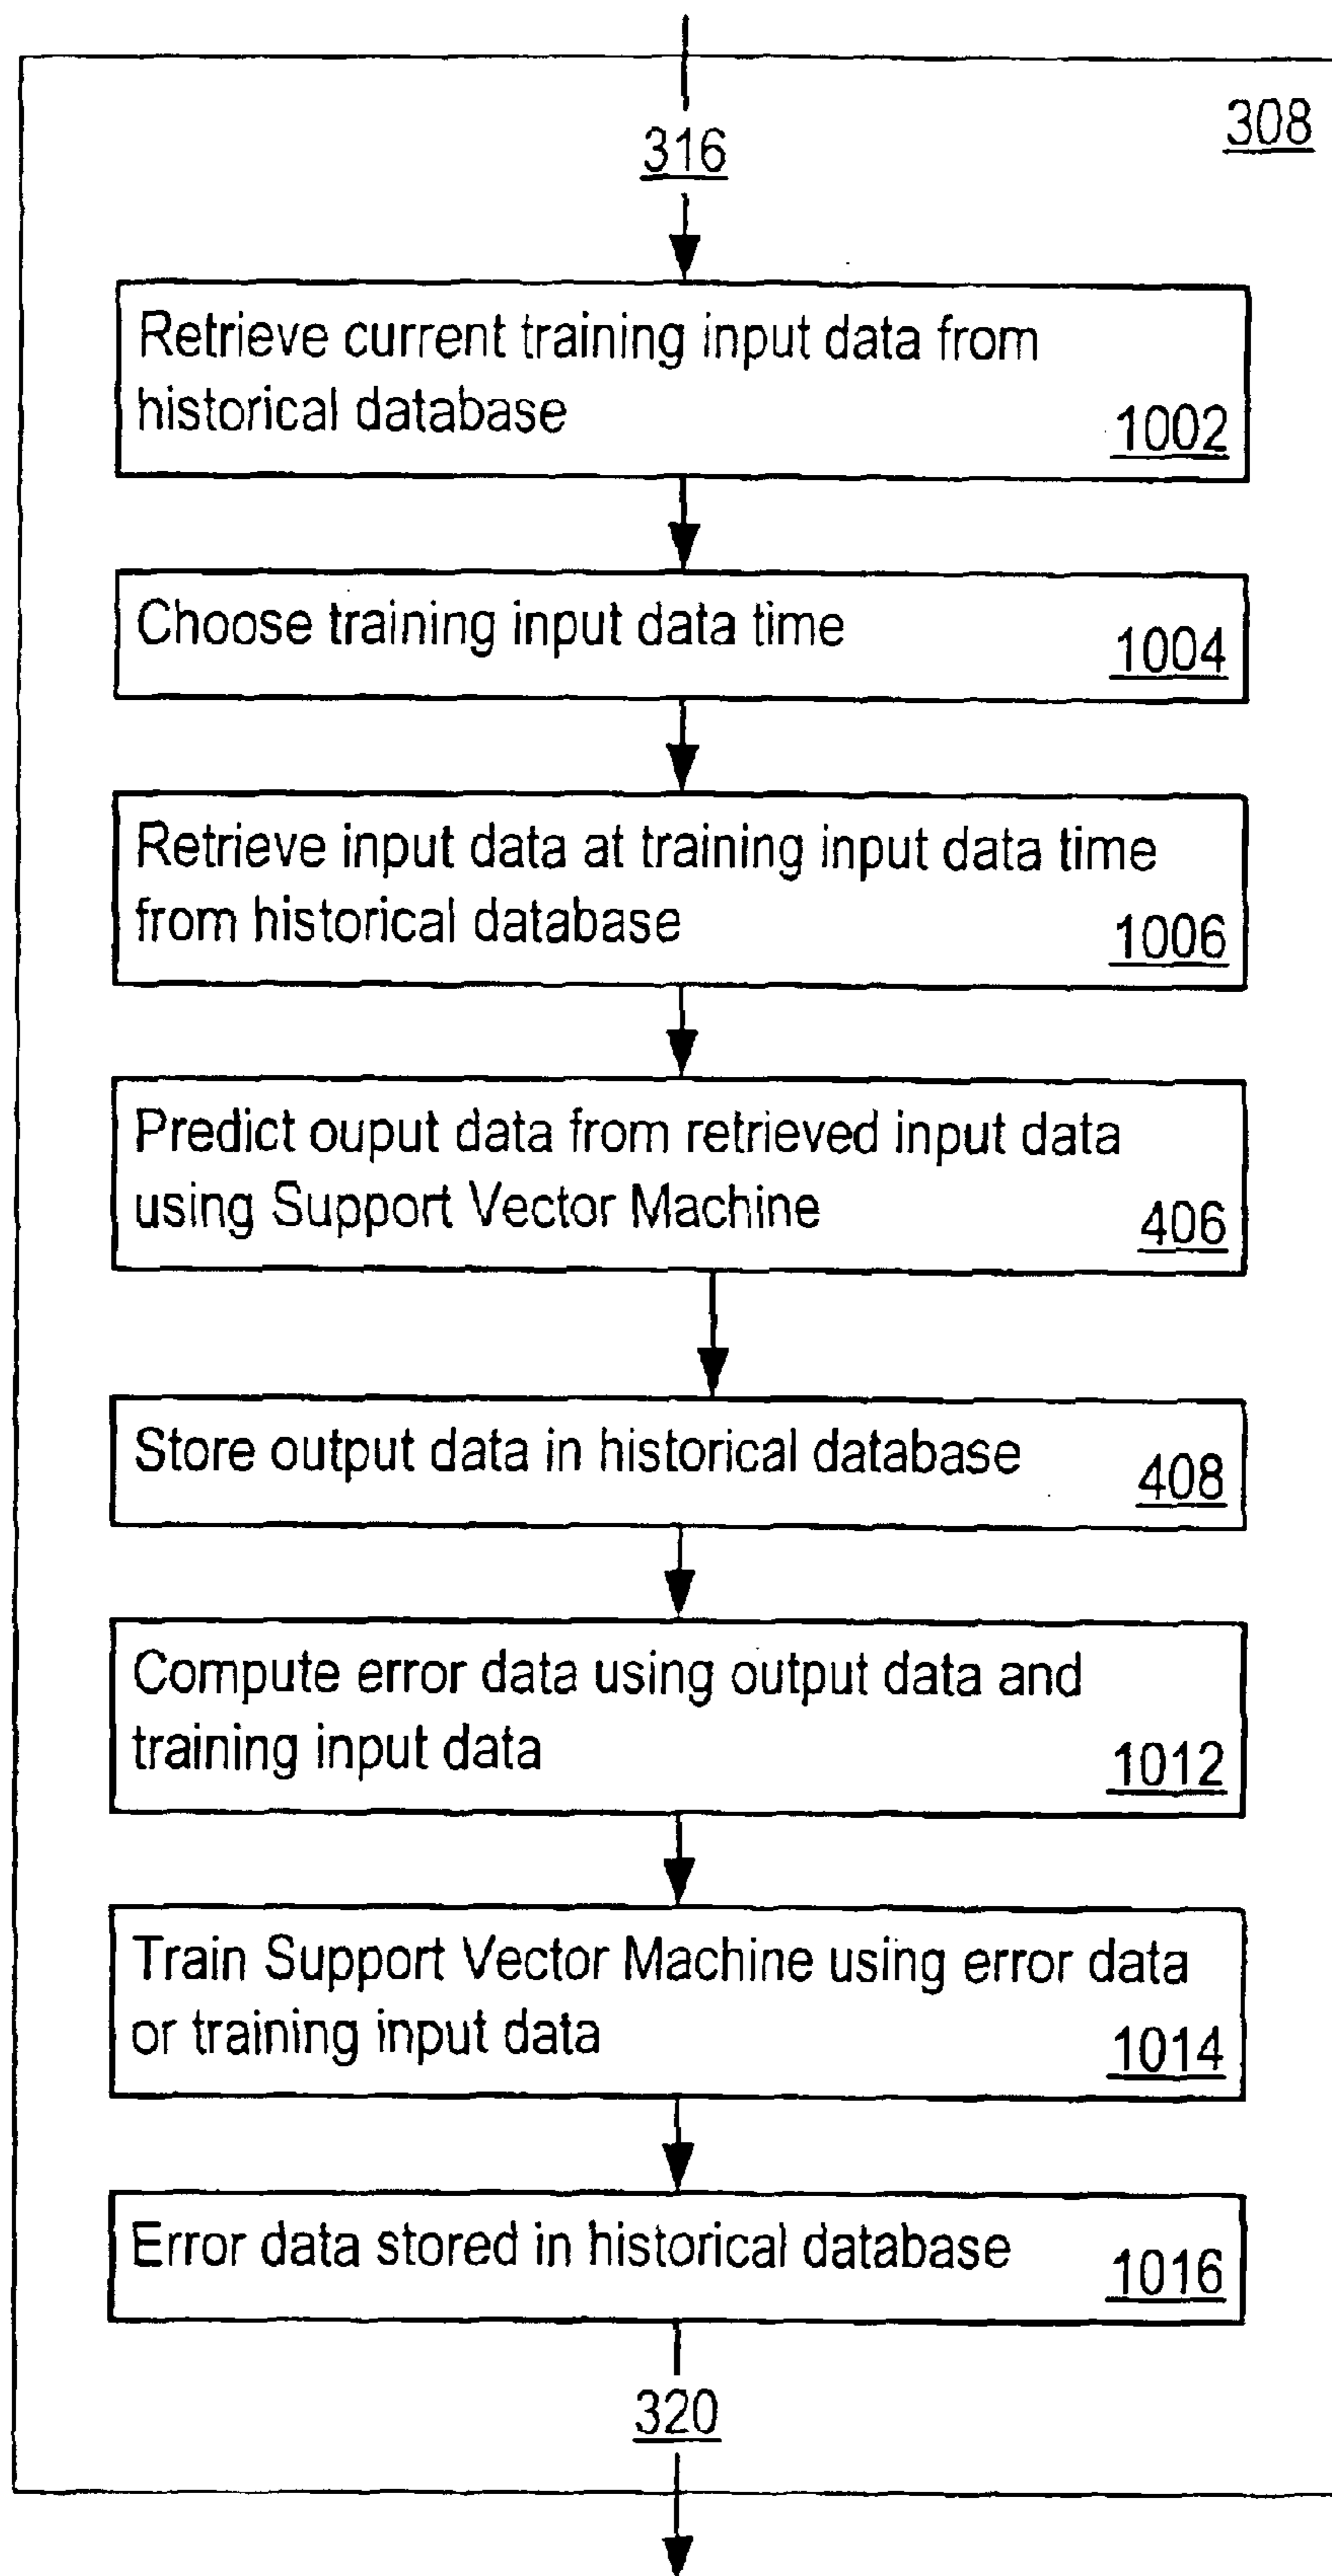 316
308
Retrieve current training input data from
historical database
1002
Choose training input data time
1004
Retrieve input data at training input data time
from historical database
1006
Predict ouput data from retrieved input data
using Support Vector Machine
406
Store output data in historical database
408
Compute error data using output data and
training input data
1012
Train Support Vector Machine using error data
or training input data
1014
Error data stored in historical database
1016
320